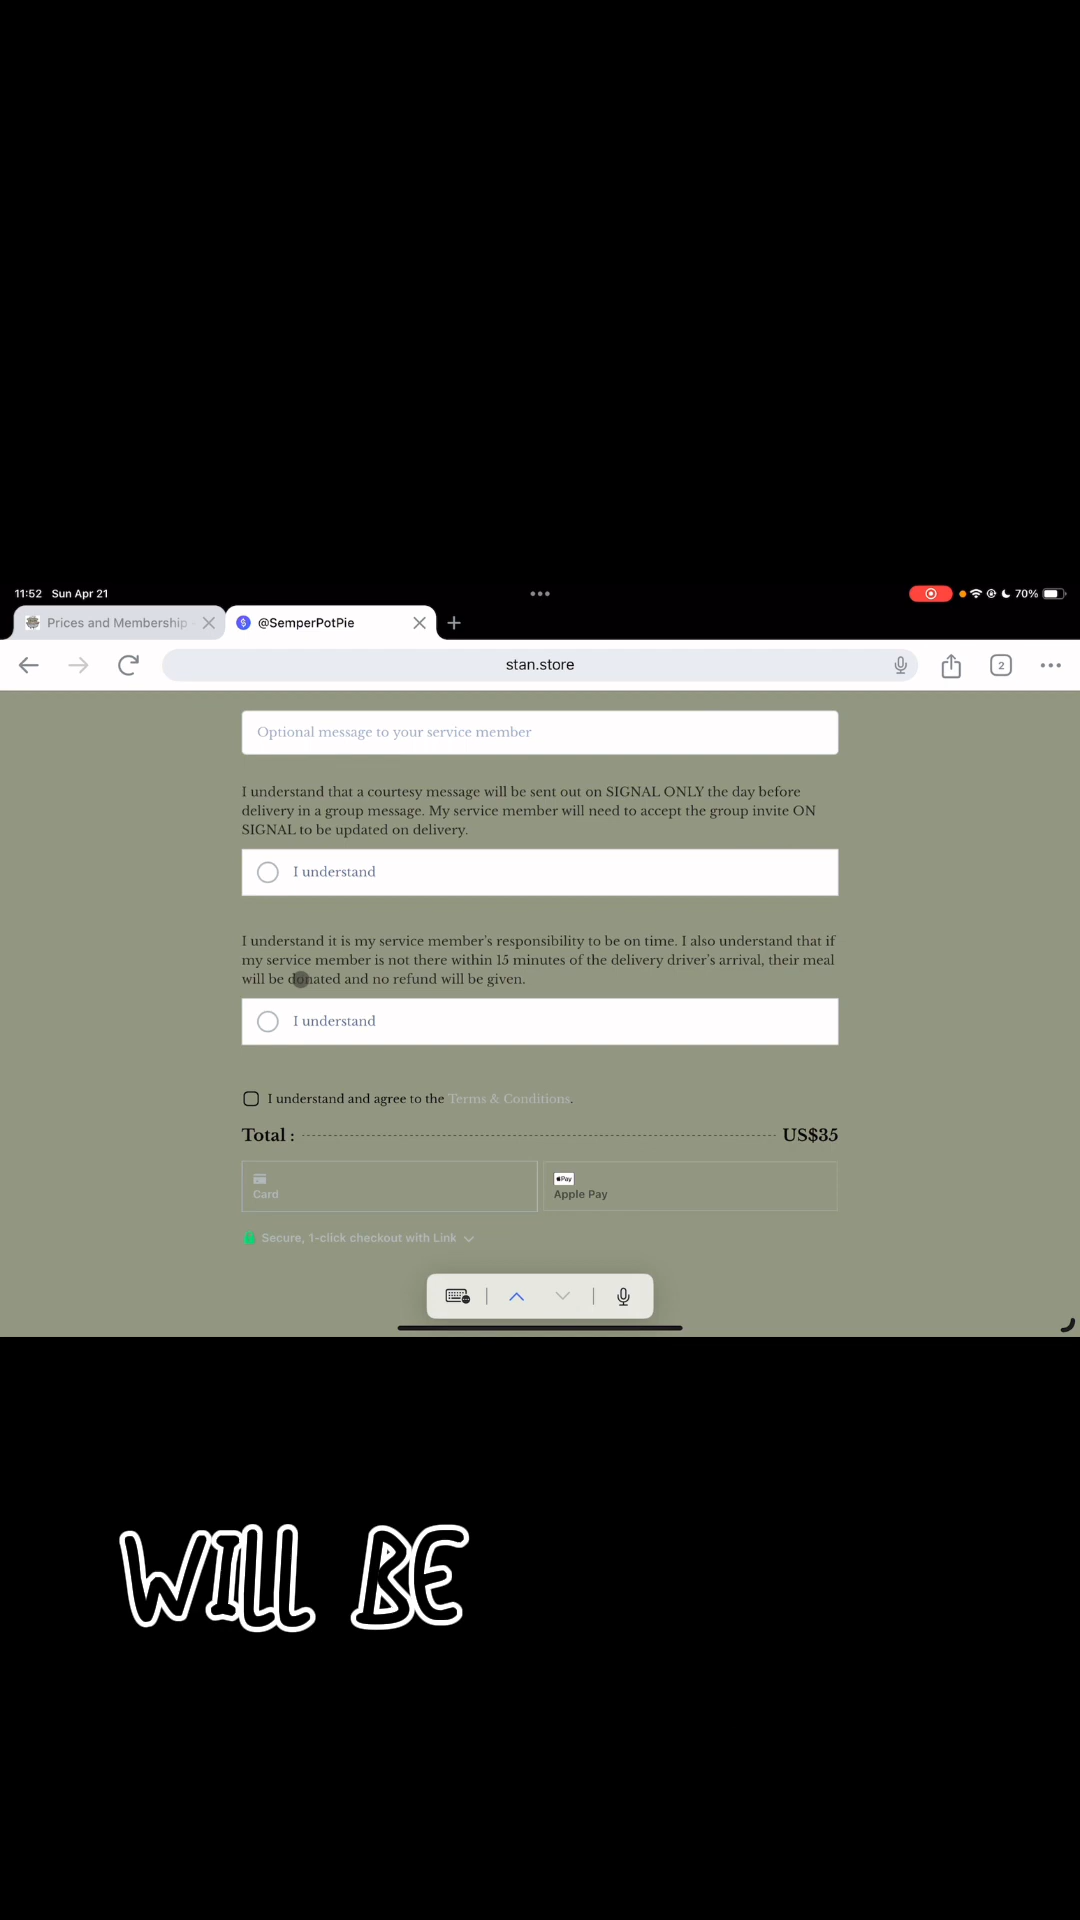 11:52 Sun Apr 21
70%
Prices and Membership
@SemperPotPie
stan.store
2
Optional message to your service member
I understand that a courtesy message will be sent out on SIGNAL ONLY the day before
delivery in a group message. My service member will need to accept the group invite ON
SIGNAL to be updated on delivery.
I understand
I understand it is my service member's responsibility to be on time. I also understand that if
my service member is not there within 15 minutes of the delivery driver's arrival, their meal
will be donated and no refund will be given.
I understand
I understand and agree to the Terms & Conditions.
Total : US$35
Card
Pay
Apple Pay
Secure, 1-click checkout with Link
WILL BE